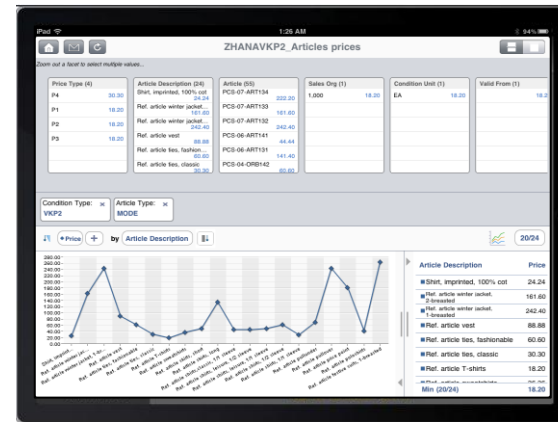 iPad
1:26 AM
94%
ZHANAVKP2_Articles prices
Zoom out a facet to select multiple values...
Price Type (4)
P4 30.30
P1 18.20
P2 18.20
P3 18.20
Article Description (24)
Shirt, imprinted, 100% cot
24.24
Ref. article winter jacket...
161.60
Ref. article winter jacket...
242.40
Ref. article vest
88.88
Ref. article ties, fashion...
60.60
Ref. article ties, classic
30.30
Article (55)
PCS-07-ART134
222.20
PCS-07-ART133
161.60
PCS-07-ART132
242.40
PCS-06-ART141
44.44
PCS-06-ART131
141.40
PCS-04-ORB142
60.60
Sales Org (1)
1,000 18.20
Condition Unit (1)
EA 18.20
Valid From (1)
18.2
Condition Type: ×
VKP2
Article Type: ×
MODE
Price + by Article Description
20/24
280.00
260.00
240.00
220.00
200.00
180.00
160.00
140.00
120.00
100.00
80.00
60.00
40.00
20.00
0.00
Article Description Price
Shirt, imprinted, 100% cot 24.24
Ref. article winter jacket, 2-breasted 161.60
Ref. article winter jacket, 1-breasted 242.40
Ref. article vest 88.88
Ref. article ties, fashionable 60.60
Ref. article ties, classic 30.30
Ref. article T-shirts 18.20
Min (20/24) 18.20